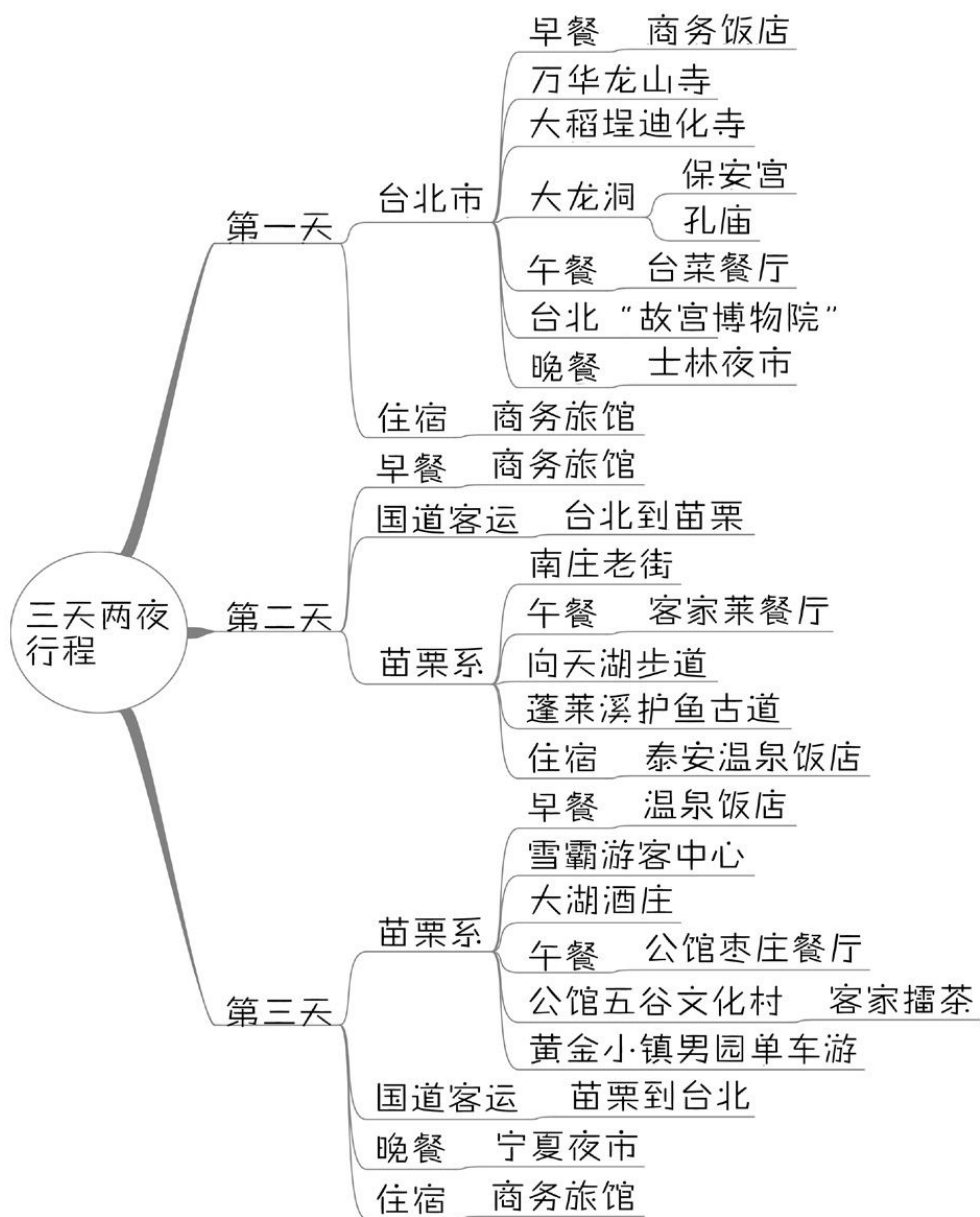 三天两夜
行程
第一天
台北市
早餐 商务饭店
万华龙山寺
大稻埕迪化寺
大龙洞
保安宫
孔庙
午餐 台菜餐厅
台北“故宫博物院”
晚餐 士林夜市
住宿 商务旅馆
第二天
早餐 商务旅馆
国道客运 台北到苗栗
苗栗系
南庄老街
午餐 客家莱餐厅
向天湖步道
蓬莱溪护鱼古道
住宿 泰安温泉饭店
第三天
苗栗系
早餐 温泉饭店
雪霸游客中心
大湖酒庄
午餐 公馆枣庄餐厅
公馆五谷文化村 客家擂茶
黄金小镇男园单车游
国道客运 苗栗到台北
晚餐 宁夏夜市
住宿 商务旅馆